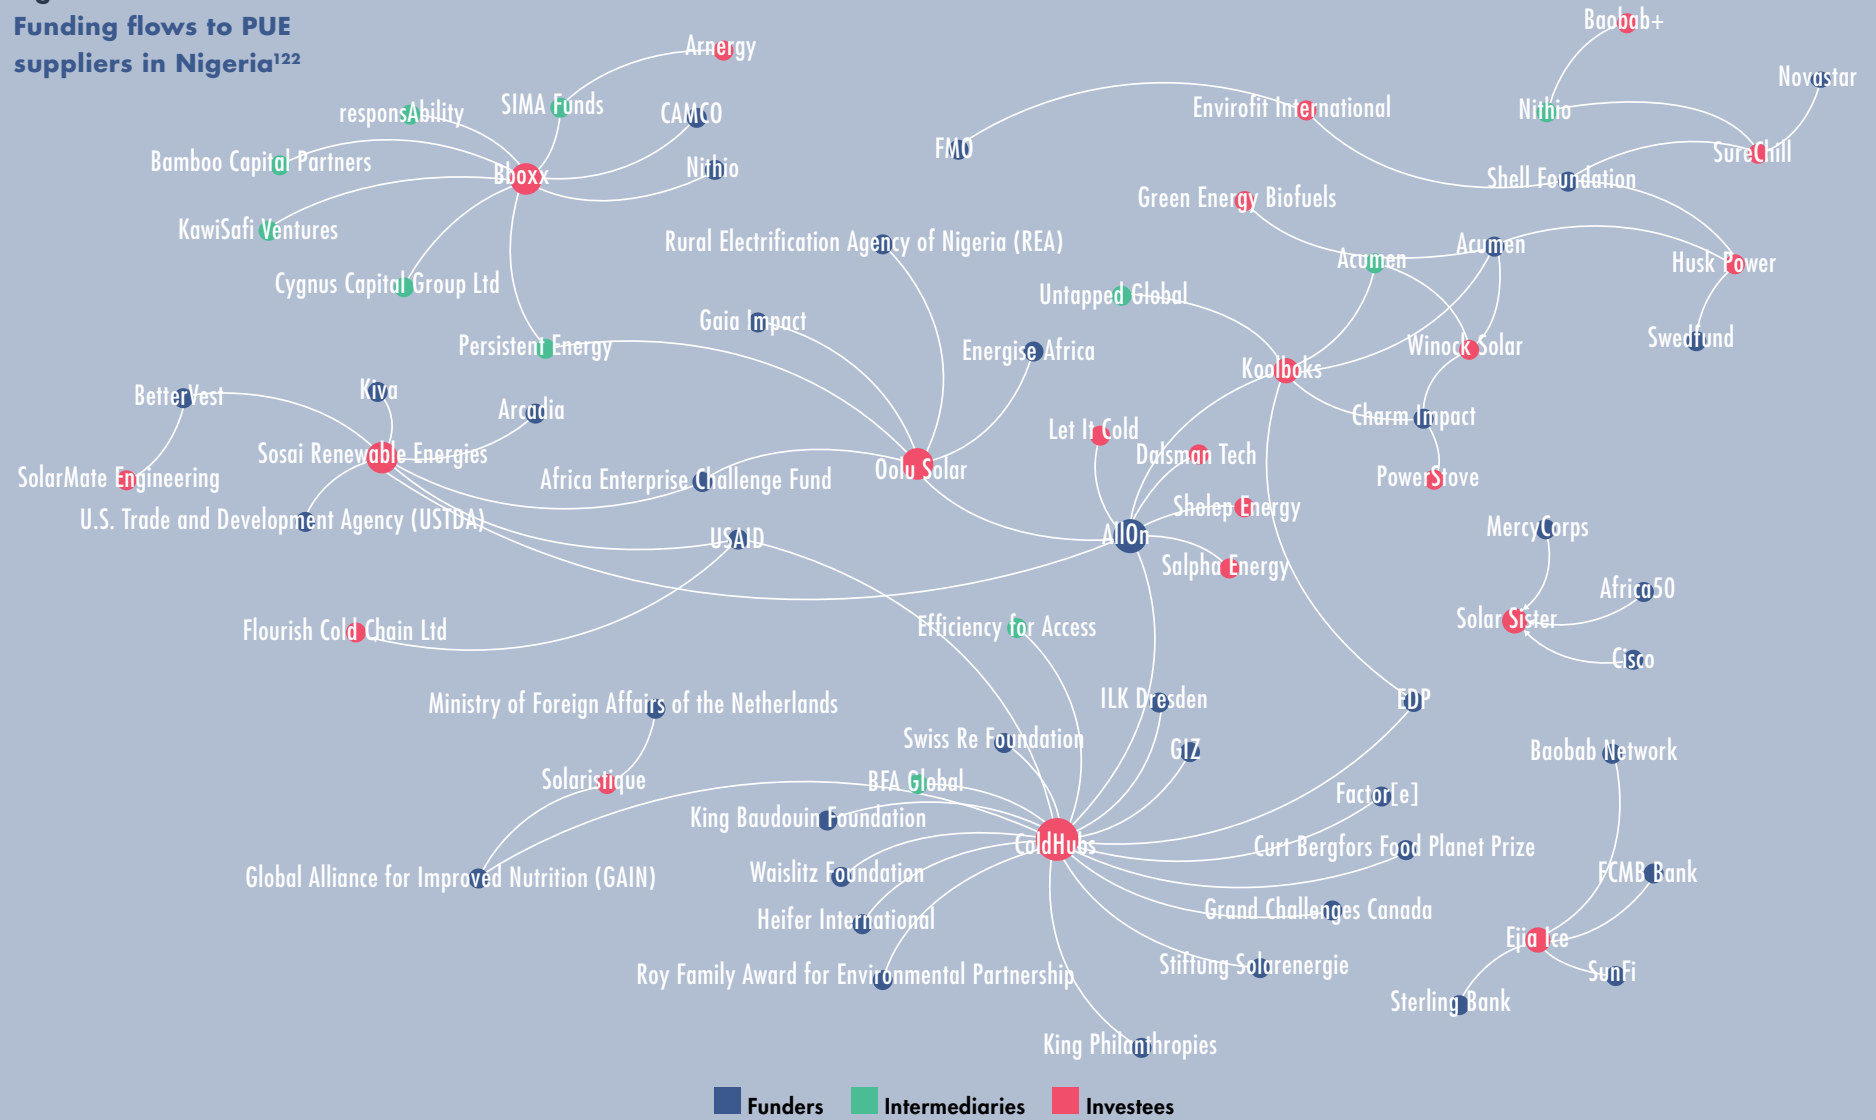 Funding flows to PUE
suppliers in Nigeria¹²²
Baobab+
Arnergy
Novastar
responsAbility
SIMA Funds
CAMCO
Envirofit International
Nithio
FMO
SureChill
Bamboo Capital Partners
Bboxx
Nithio
Shell Foundation
Green Energy Biofuels
KawiSafi Ventures
Rural Electrification Agency of Nigeria (REA)
Acumen
Acumen
Husk Power
Cygnus Capital Group Ltd
Untapped Global
Gaia Impact
Persistent Energy
Energise Africa
Winock Solar
Swedfund
Koolboks
BetterVest
Kiva
Arcadia
Charm Impact
Let It Cold
Sosai Renewable Energies
Dalsman Tech
SolarMate Engineering
Africa Enterprise Challenge Fund
Oolu Solar
PowerStove
Sholep Energy
U.S. Trade and Development Agency (USTDA)
USAID
AllOn
MercyCorps
Salpha Energy
Africa50
Flourish Cold Chain Ltd
Efficiency for Access
Solar Sister
Cisco
Ministry of Foreign Affairs of the Netherlands
ILK Dresden
EDP
Swiss Re Foundation
GIZ
Baobab Network
Solaristique
BFA Global
Factor[e]
King Baudouin Foundation
ColdHubs
Curt Bergfors Food Planet Prize
Global Alliance for Improved Nutrition (GAIN)
Waislitz Foundation
FCMB Bank
Heifer International
Grand Challenges Canada
Ejia Ice
Roy Family Award for Environmental Partnership
Stiftung Solarenergie
SunFi
Sterling Bank
King Philanthropies
Funders
Intermediaries
Investees